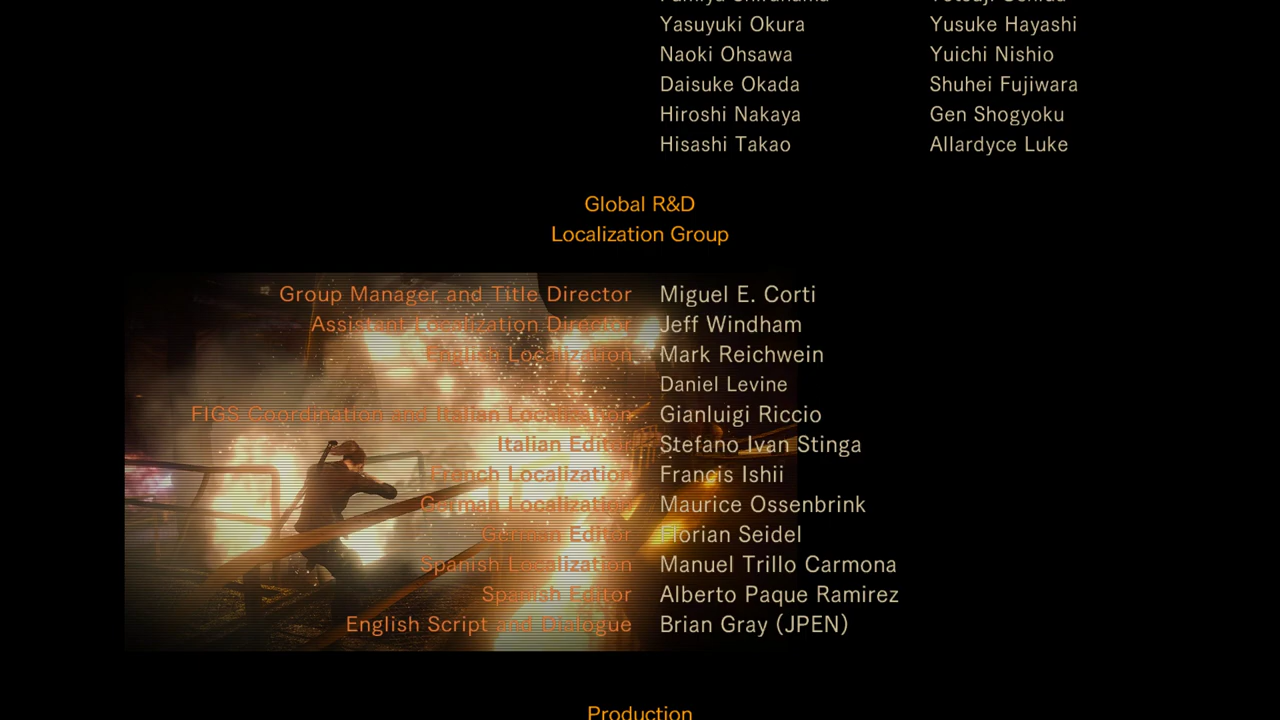 Yasuyuki Okura Yusuke Hayashi
Naoki Ohsawa Yuichi Nishio
Daisuke Okada Shuhei Fujiwara
Hiroshi Nakaya Gen Shogyoku
Hisashi Takao Allardyce Luke
Global R&D
Localization Group
Group Manager and Title Director Miguel E. Corti
Assistant Localization Director Jeff Windham
English Localization Mark Reichwein
Daniel Levine
FIGS Coordination and Italian Localization Gianluigi Riccio
Italian Editor Stefano Ivan Stinga
French Localization Francis Ishii
German Localization Maurice Ossenbrink
German Editor Florian Seidel
Spanish Localization Manuel Trillo Carmona
Spanish Editor Alberto Paque Ramirez
English Script and Dialogue Brian Gray (JPEN)
Production